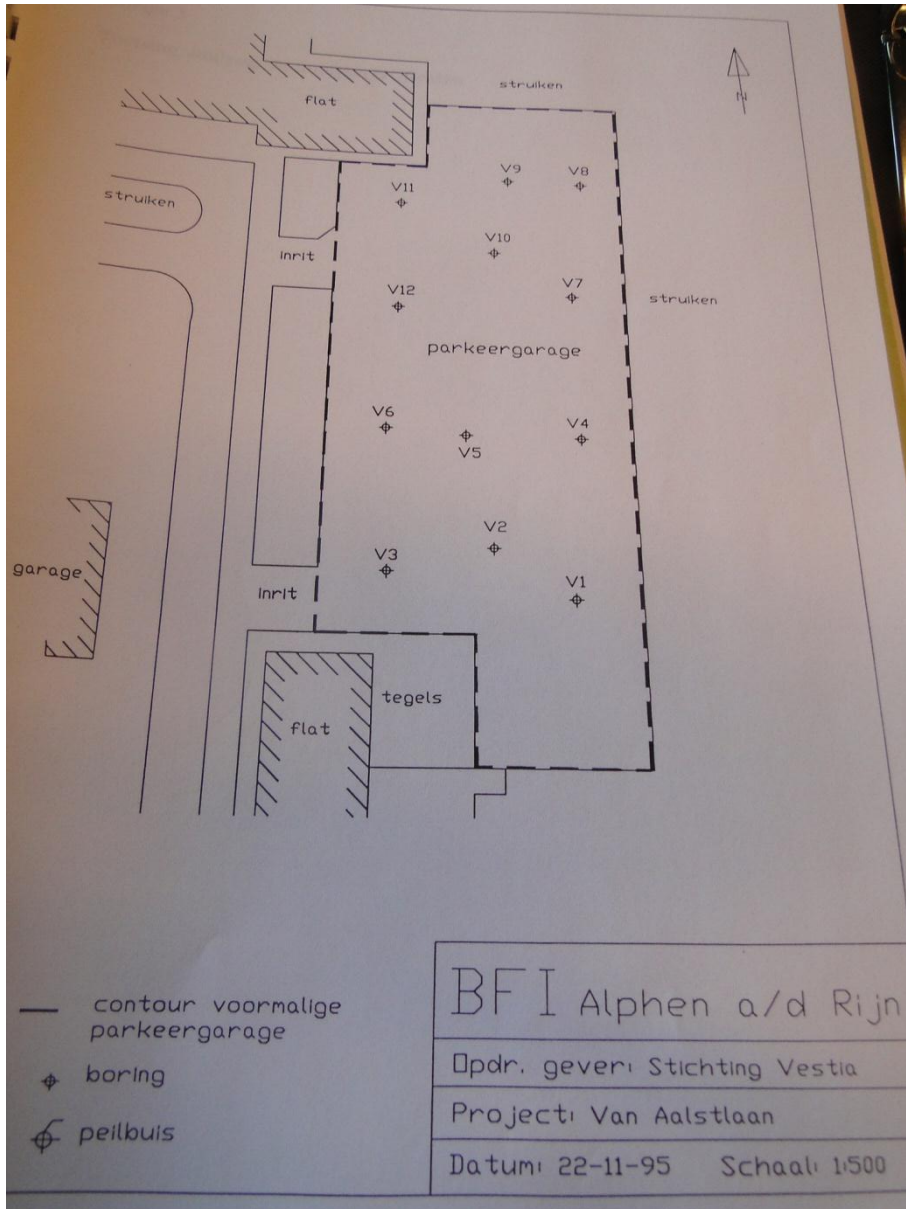 struiken
flat
N
V9
V8
V11
struiken
V10
inrit
V7
V12
struiken
parkeergarage
V6
V4
V5
V2
V3
garage
V1
inrit
tegels
flat
BFI Alphen a/d Rijn
contour voormalige
parkeergarage
Opdr. gever: Stichting Vestia
boring
Project: Van Aalstlaan
peilbuis
Datum: 22-11-95 Schaal: 1:500